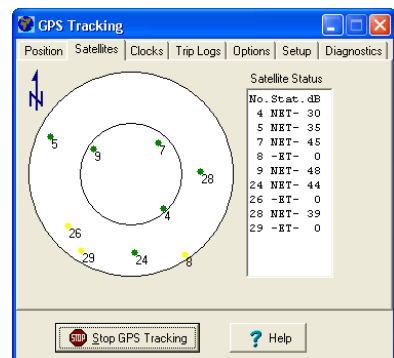 GPS Tracking
Position Satellites Clocks Trip Logs Options Setup Diagnostics
Satellite Status
No. Stat. dB
4 NET- 30
5 NET- 35
7 NET- 45
8 -ET- 0
9 NET- 48
24 NET- 44
26 -ET- 0
28 NET- 39
29 -ET- 0
N
5
9
7
28
4
26
29
24
8
STOP Stop GPS Tracking
? Help